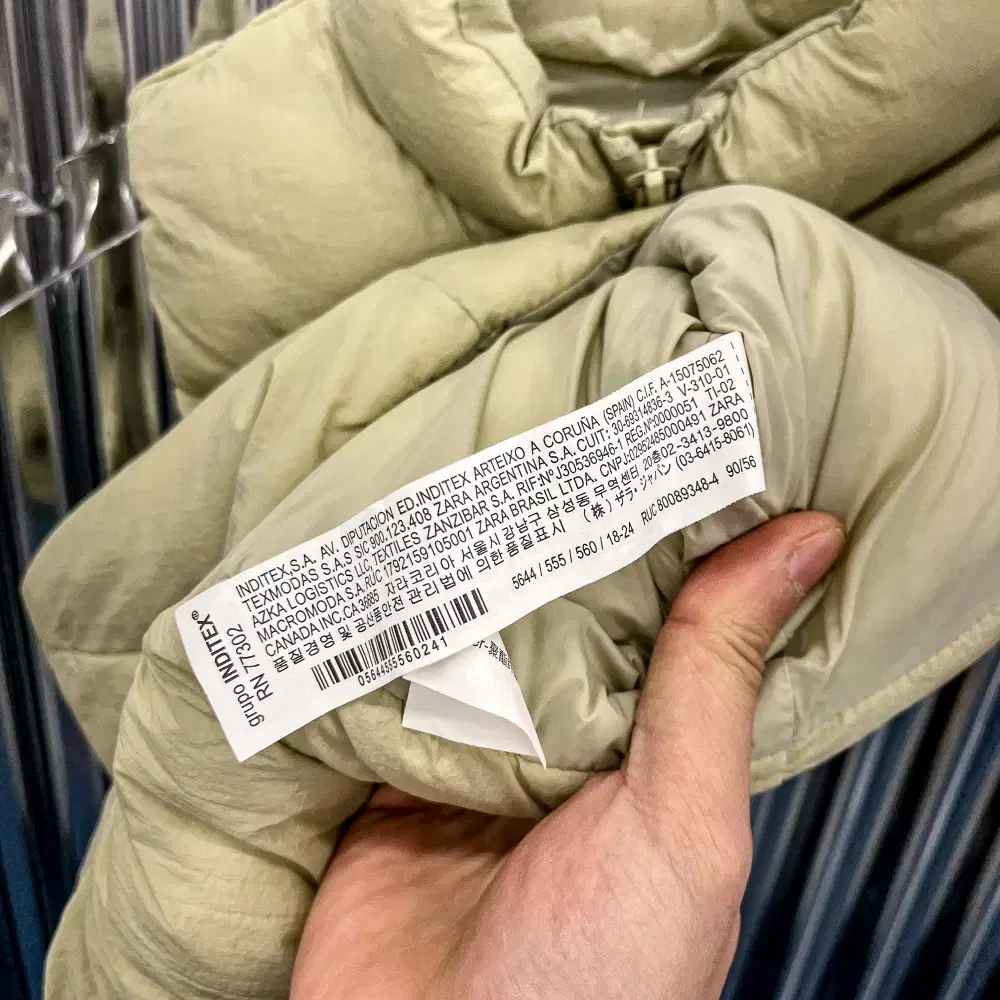 grupo INDITEX®
RN 77302
INDITEX,S.A. AV. DIPUTACION ED.INDITEX ARTEIXO A CORUÑA (SPAIN) C.I.F. A-15075062
TEXMODAS S.A.S SIC 900.123.408 ZARA ARGENTINA S.A. CUIT: 30-69314836-3 V-310-01
AZKA LOGISTICS LLC, TEXTILES ZANZIBAR S.A. RIF:Nº J30536946-1 REG.Nº:0000051 TI-02
MACROMODA S.A. RUC 1792159105001 ZARA BRASIL LTDA. CNPJ:02952485000491 ZARA
CANADA INC.CA36885 자라코리아 서울시 강남구 삼성동 무역센터 20층02-3413-9800
품질경영 및 공산품안전 관리법에 의한 품질표시 (株) ザラ・ジャパン (03-6415-8061)
5644 / 555 / 560 / 18-24 RUC 80089348-4 90/56
05644555560241